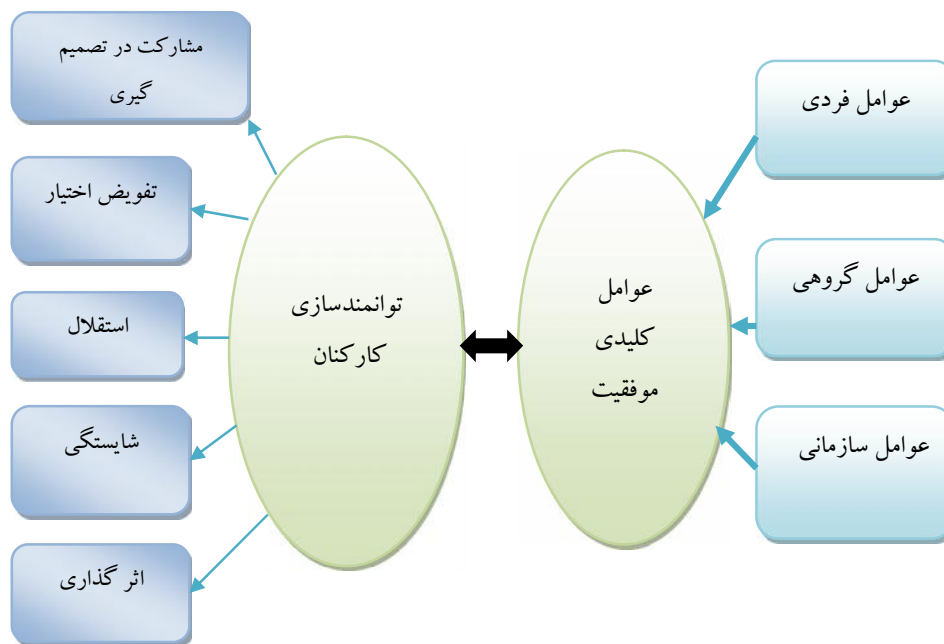 عوامل فردی
عوامل گروهی
عوامل سازمانی
عوامل
کلیدی
موفقیت
توانمندسازی
کارکنان
مشارکت در تصمیم
گیری
تفویض اختیار
استقلال
شایستگی
اثر گذاری